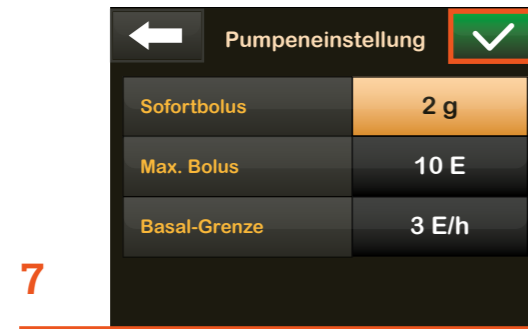 Pumpeneinstellung
Sofortbolus 2 g
Max. Bolus 10 E
Basal-Grenze 3 E/h
7